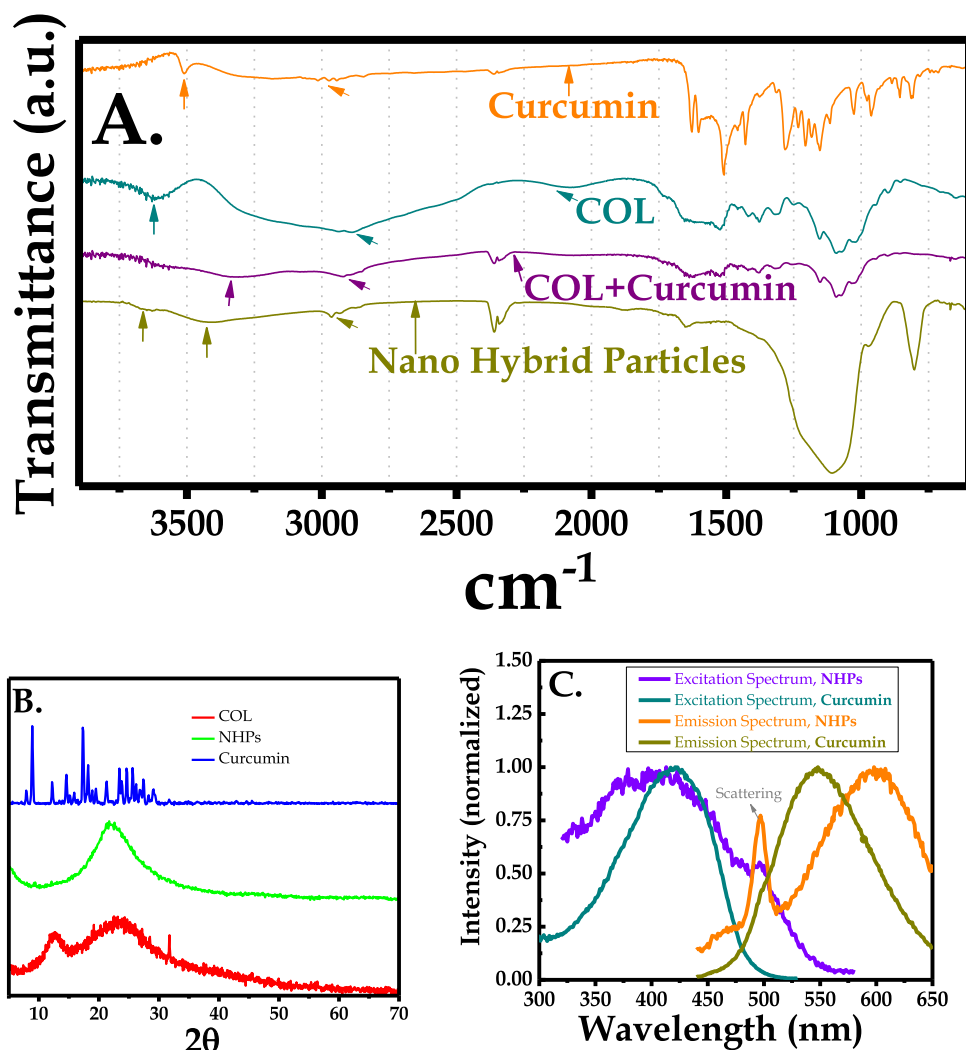 Transmittance (a.u.)
A.
Curcumin
COL
COL+Curcumin
Nano Hybrid Particles
3500 3000 2500 2000 1500 1000
cm-1
B.
COL
NHPs
Curcumin
10 20 30 40 50 60 70
2θ
C.
Excitation Spectrum, NHPs
Excitation Spectrum, Curcumin
Emission Spectrum, NHPs
Emission Spectrum, Curcumin
Scattering
Intensity (normalized)
1.50
1.25
1.00
0.75
0.50
0.25
0.00
300 350 400 450 500 550 600 650
Wavelength (nm)